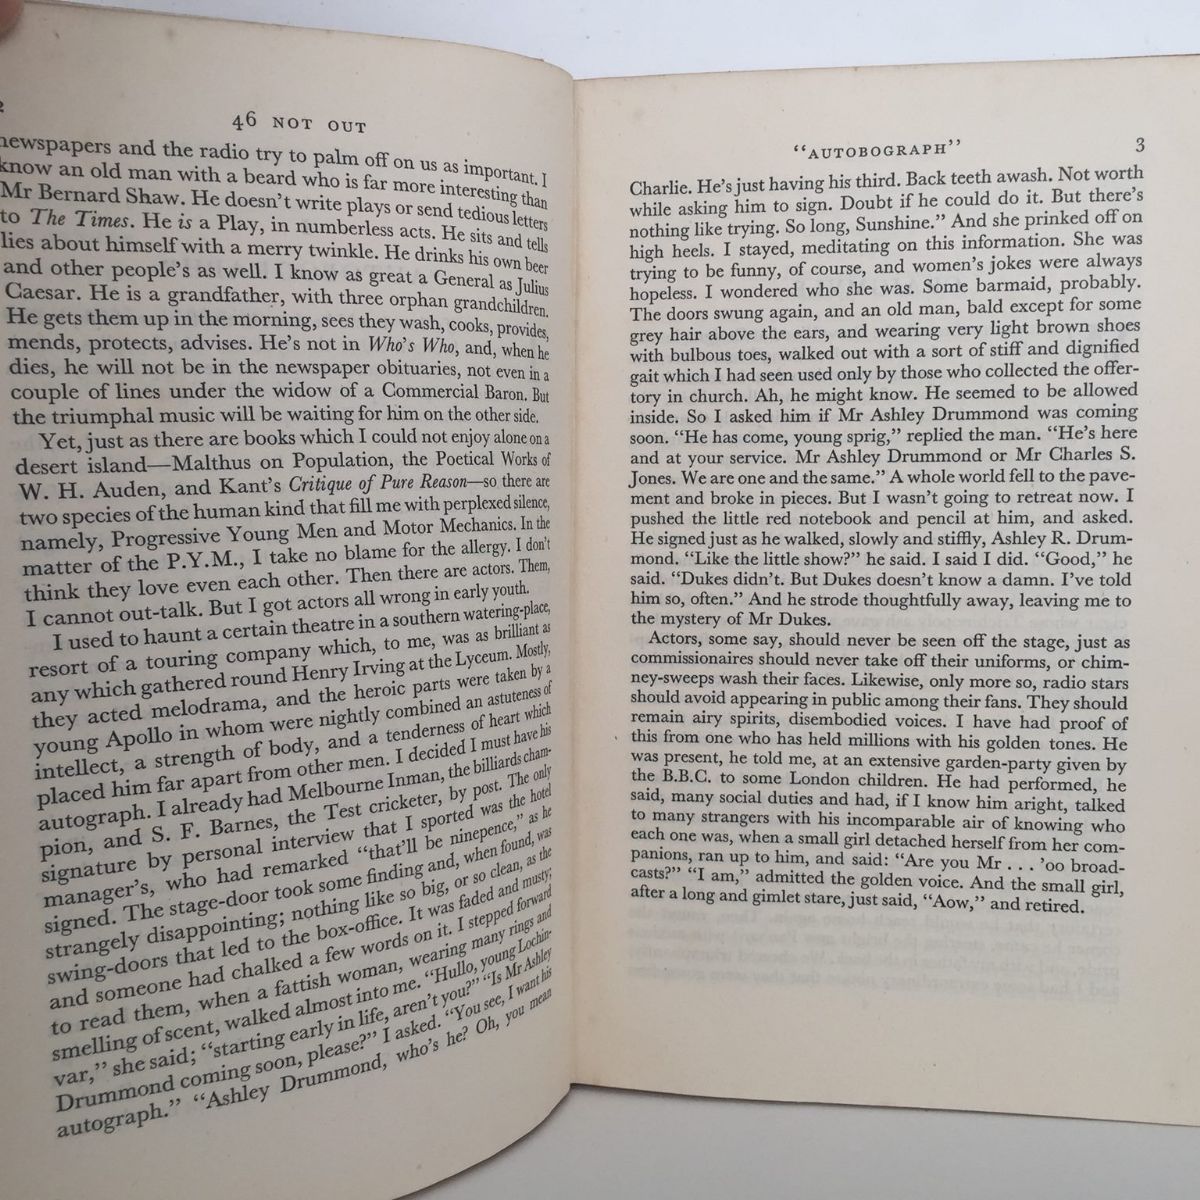 2
46 NOT OUT
newspapers and the radio try to palm off on us as important. I
know an old man with a beard who is far more interesting than
Mr Bernard Shaw. He doesn't write plays or send tedious letters
to The Times. He is a Play, in numberless acts. He sits and tells
lies about himself with a merry twinkle. He drinks his own beer
and other people's as well. I know as great a General as Julius
Caesar. He is a grandfather, with three orphan grandchildren.
He gets them up in the morning, sees they wash, cooks, provides,
mends, protects, advises. He's not in Who's Who, and, when he
dies, he will not be in the newspaper obituaries, not even in a
couple of lines under the widow of a Commercial Baron. But
the triumphal music will be waiting for him on the other side.
Yet, just as there are books which I could not enjoy alone on a
desert island—Malthus on Population, the Poetical Works of
W. H. Auden, and Kant's Critique of Pure Reason—so there are
two species of the human kind that fill me with perplexed silence,
namely, Progressive Young Men and Motor Mechanics. In the
matter of the P.Y.M., I take no blame for the allergy. I don't
think they love even each other. Then there are actors. Them,
I cannot out-talk. But I got actors all wrong in early youth.
I used to haunt a certain theatre in a southern watering-place,
resort of a touring company which, to me, was as brilliant as
any which gathered round Henry Irving at the Lyceum. Mostly,
they acted melodrama, and the heroic parts were taken by a
young Apollo in whom were nightly combined an astuteness of
intellect, a strength of body, and a tenderness of heart which
placed him far apart from other men. I decided I must have his
autograph. I already had Melbourne Inman, the billiards cham-
pion, and S. F. Barnes, the Test cricketer, by post. The only
signature by personal interview that I sported was the hotel
manager's, who had remarked "that'll be ninepence," as he
signed. The stage-door took some finding and, when found, was
strangely disappointing; nothing like so big, or so clean, as the
swing-doors that led to the box-office. It was faded and musty;
and someone had chalked a few words on it. I stepped forward
to read them, when a fattish woman, wearing many rings and
smelling of scent, walked almost into me. "Hullo, young Lochin-
var," she said; "starting early in life, aren't you?" "Is Mr Ashley
Drummond coming soon, please?" I asked. "You see, I want his
autograph." "Ashley Drummond, who's he? Oh, you mean
"AUTOBOGRAPH"
3
Charlie. He's just having his third. Back teeth awash. Not worth
while asking him to sign. Doubt if he could do it. But there's
nothing like trying. So long, Sunshine." And she prinked off on
high heels. I stayed, meditating on this information. She was
trying to be funny, of course, and women's jokes were always
hopeless. I wondered who she was. Some barmaid, probably.
The doors swung again, and an old man, bald except for some
grey hair above the ears, and wearing very light brown shoes
with bulbous toes, walked out with a sort of stiff and dignified
gait which I had seen used only by those who collected the offer-
tory in church. Ah, he might know. He seemed to be allowed
inside. So I asked him if Mr Ashley Drummond was coming
soon. "He has come, young sprig," replied the man. "He's here
and at your service. Mr Ashley Drummond or Mr Charles S.
Jones. We are one and the same." A whole world fell to the pave-
ment and broke in pieces. But I wasn't going to retreat now. I
pushed the little red notebook and pencil at him, and asked.
He signed just as he walked, slowly and stiffly, Ashley R. Drum-
mond. "Like the little show?" he said. I said I did. "Good," he
said. "Dukes didn't. But Dukes doesn't know a damn. I've told
him so, often." And he strode thoughtfully away, leaving me to
the mystery of Mr Dukes.
Actors, some say, should never be seen off the stage, just as
commissionaires should never take off their uniforms, or chim-
ney-sweeps wash their faces. Likewise, only more so, radio stars
should avoid appearing in public among their fans. They should
remain airy spirits, disembodied voices. I have had proof of
this from one who has held millions with his golden tones. He
was present, he told me, at an extensive garden-party given by
the B.B.C. to some London children. He had performed, he
said, many social duties and had, if I know him aright, talked
to many strangers with his incomparable air of knowing who
each one was, when a small girl detached herself from her com-
panions, ran up to him, and said: "Are you Mr . . . 'oo broad-
casts?" "I am," admitted the golden voice. And the small girl,
after a long and gimlet stare, just said, "Aow," and retired.